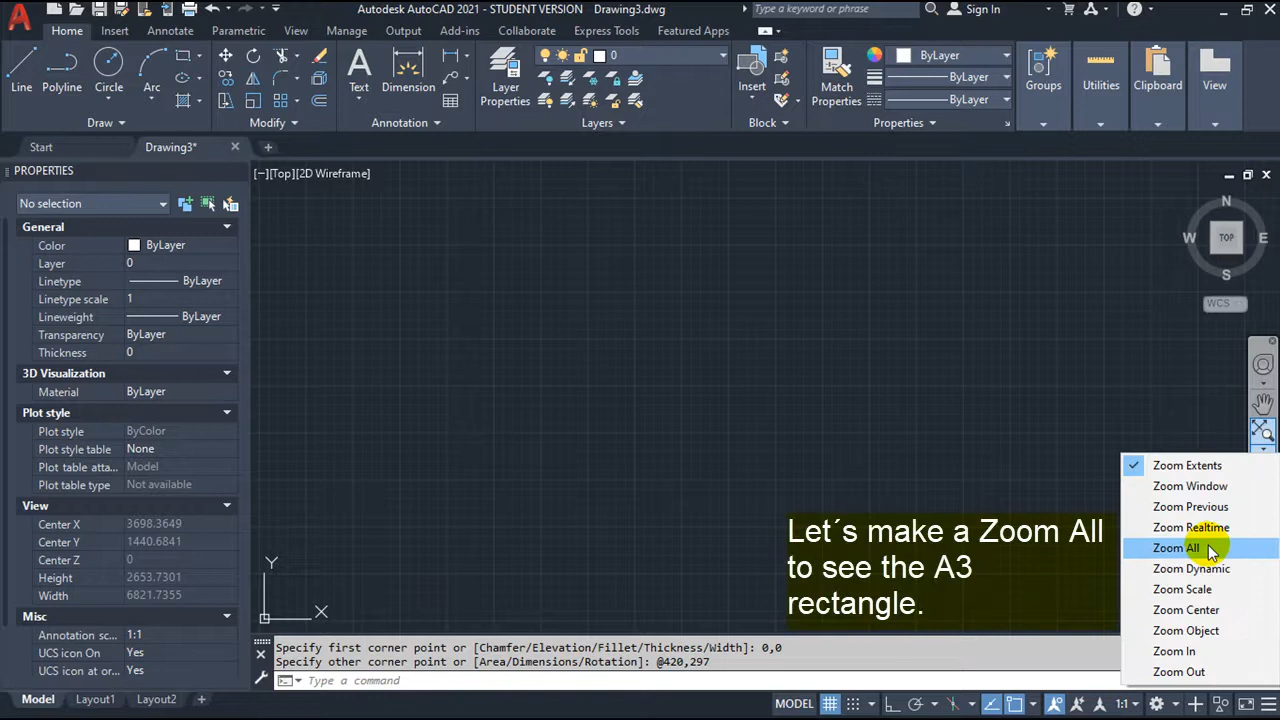 Autodesk AutoCAD 2021 - STUDENT VERSION Drawing3.dwg
Type a keyword or phrase
Sign In
Home Insert Annotate Parametric View Manage Output Add-ins Collaborate Express Tools Featured Apps
Line Polyline Circle Arc
Text Dimension
Layer
Properties
0
Insert
Match
Properties
ByLayer
ByLayer
ByLayer
Groups Utilities Clipboard View
Draw Modify Annotation Layers Block Properties
Start Drawing3*
PROPERTIES
No selection
General
Color ByLayer
Layer 0
Linetype ByLayer
Linetype scale 1
Lineweight ByLayer
Transparency ByLayer
Thickness 0
3D Visualization
Material ByLayer
Plot style
Plot style ByColor
Plot style table None
Plot table atta... Model
Plot table type Not available
View
Center X 3698.3649
Center Y 1440.6841
Center Z 0
Height 2653.7301
Width 6821.7355
Misc
Annotation sc... 1:1
UCS icon On Yes
UCS icon at or... Yes
[−][Top][2D Wireframe]
N
W TOP E
S
WCS
Y
X
Let´s make a Zoom All
to see the A3
rectangle.
Zoom Extents
Zoom Window
Zoom Previous
Zoom Realtime
Zoom All
Zoom Dynamic
Zoom Scale
Zoom Center
Zoom Object
Zoom In
Zoom Out
Specify first corner point or [Chamfer/Elevation/Fillet/Thickness/Width]: 0,0
Specify other corner point or [Area/Dimensions/Rotation]: @420,297
Type a command
Model Layout1 Layout2
MODEL 1:1